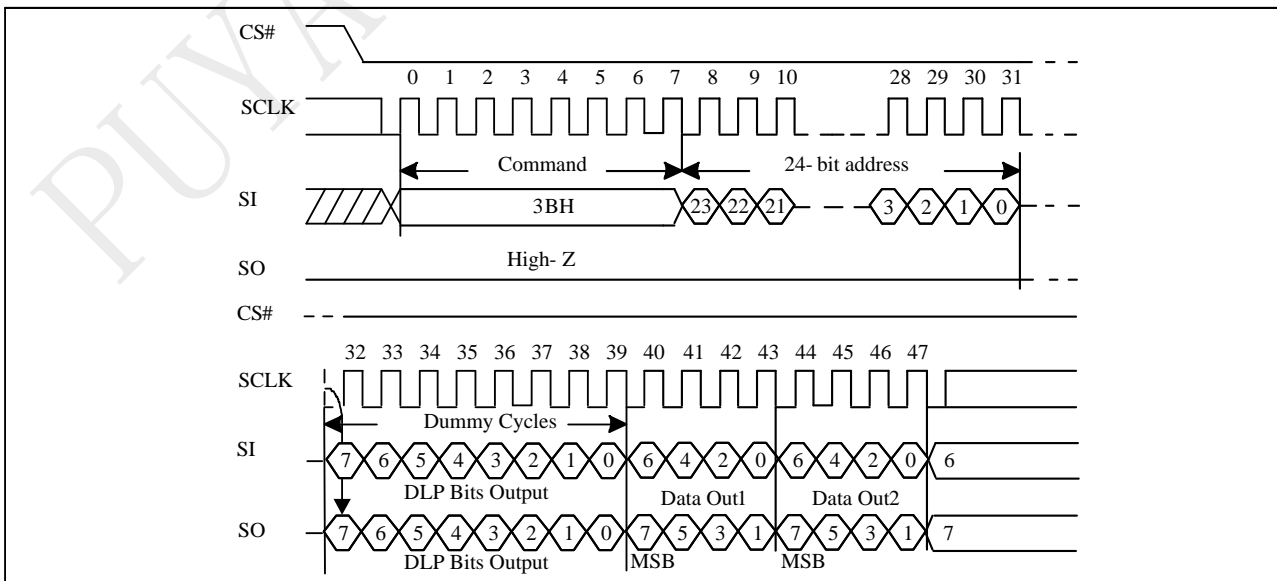 PUYA
CS#
0 1 2 3 4 5 6 7 8 9 10 28 29 30 31
SCLK
Command 24- bit address
SI 3BH 23 22 21 3 2 1 0
SO High- Z
CS#
32 33 34 35 36 37 38 39 40 41 42 43 44 45 46 47
SCLK
Dummy Cycles
SI 7 6 5 4 3 2 1 0 6 4 2 0 6 4 2 0 6
DLP Bits Output Data Out1 Data Out2
SO 7 6 5 4 3 2 1 0 7 5 3 1 7 5 3 1 7
DLP Bits Output MSB MSB